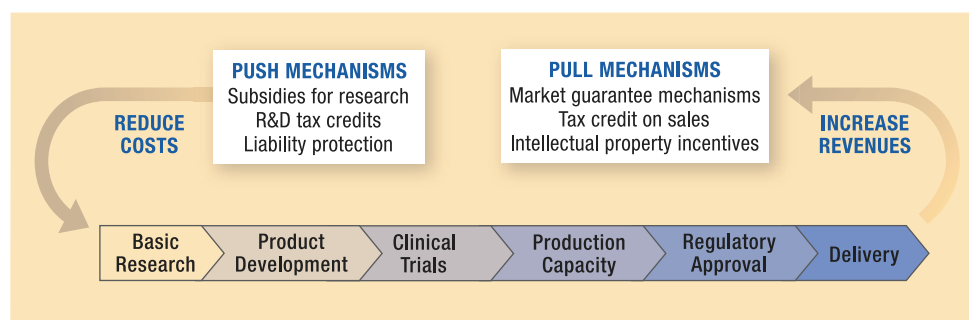 PUSH MECHANISMS
Subsidies for research
R&D tax credits
Liability protection
PULL MECHANISMS
Market guarantee mechanisms
Tax credit on sales
Intellectual property incentives
REDUCE
COSTS
INCREASE
REVENUES
Basic
Research
Product
Development
Clinical
Trials
Production
Capacity
Regulatory
Approval
Delivery